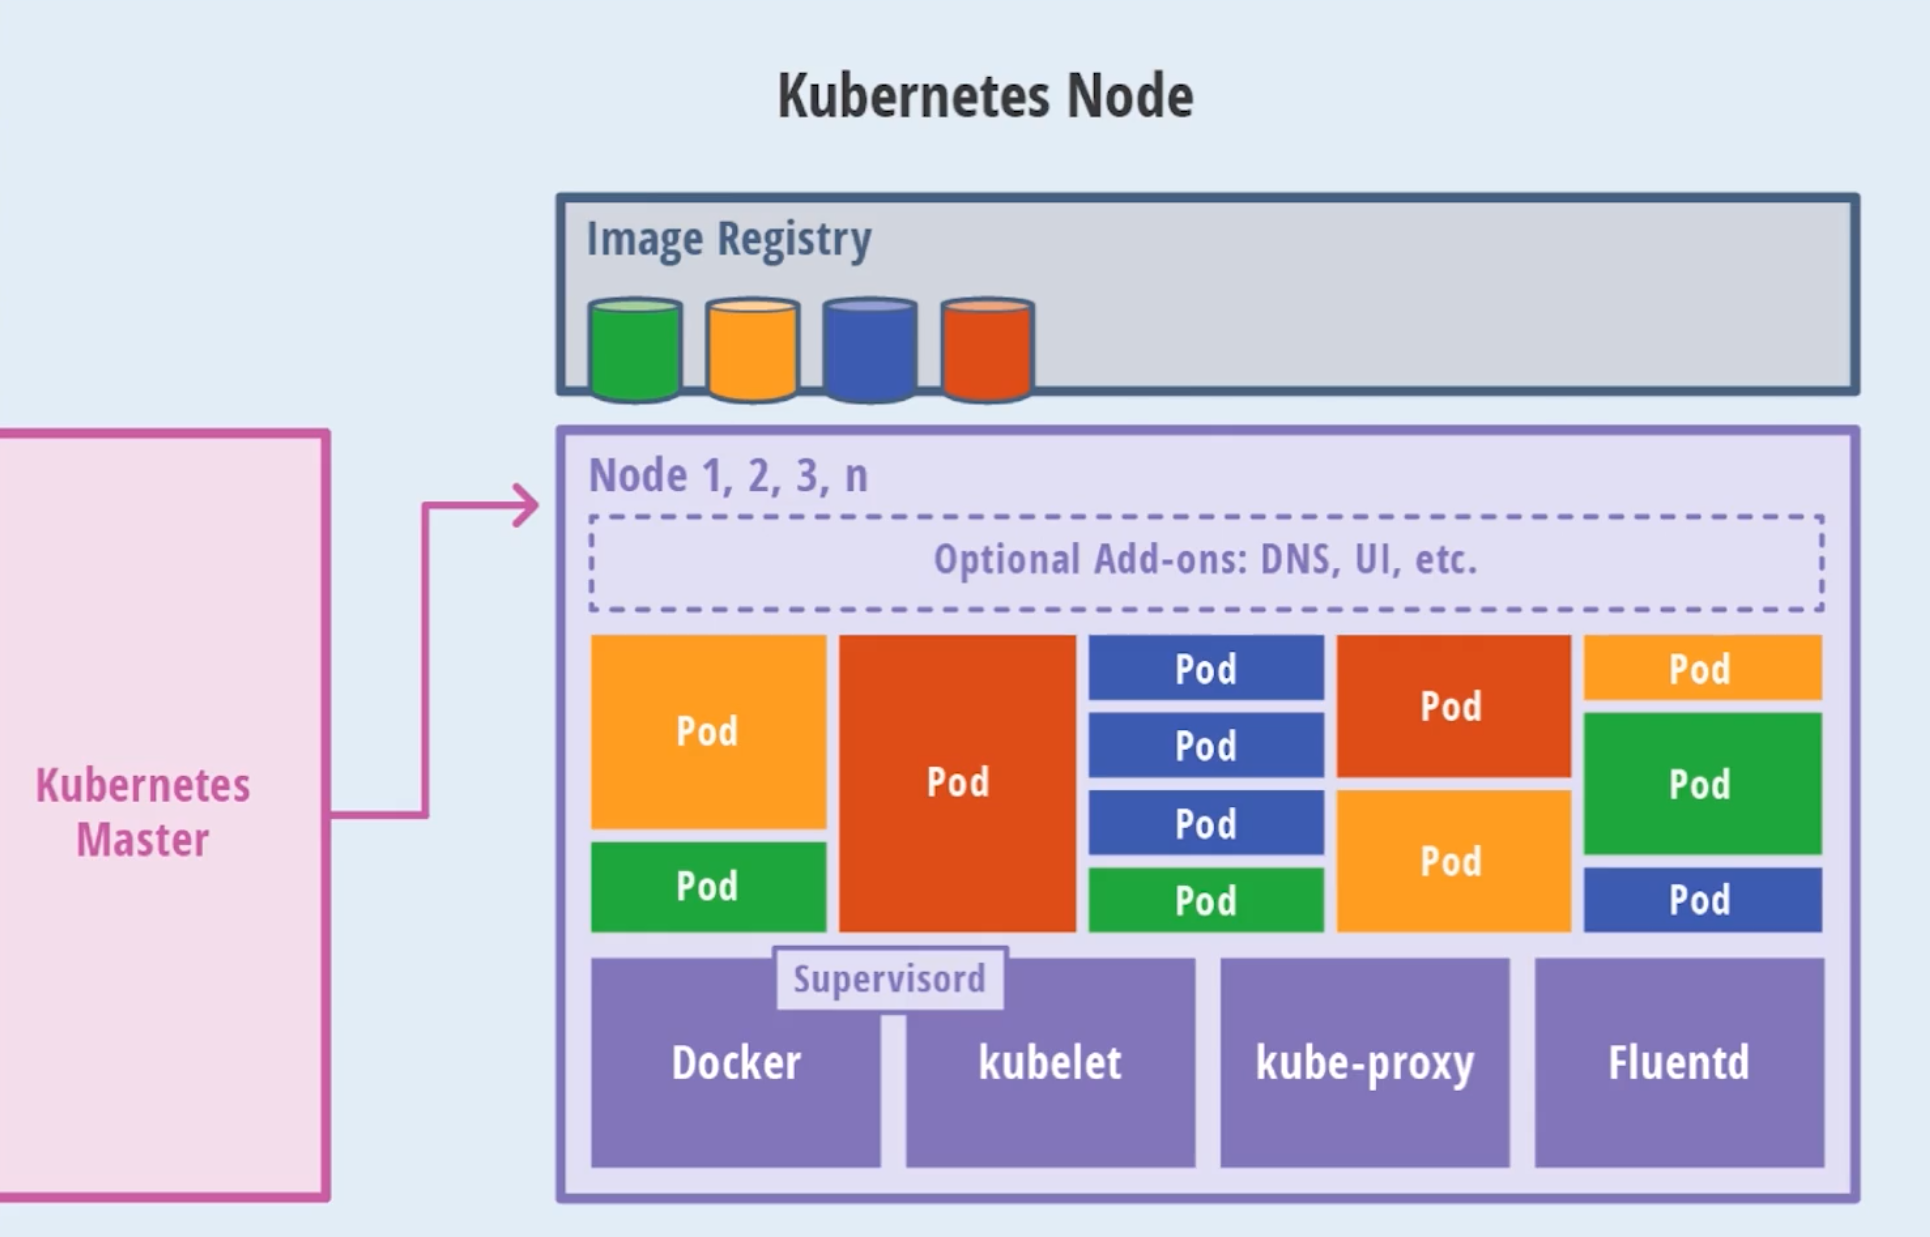 Kubernetes Node
Image Registry
Kubernetes
Master
Node 1, 2, 3, n
Optional Add-ons: DNS, UI, etc.
Pod
Pod
Pod
Pod
Pod
Pod
Pod
Pod
Pod
Pod
Pod
Pod
Supervisord
Docker
kubelet
kube-proxy
Fluentd